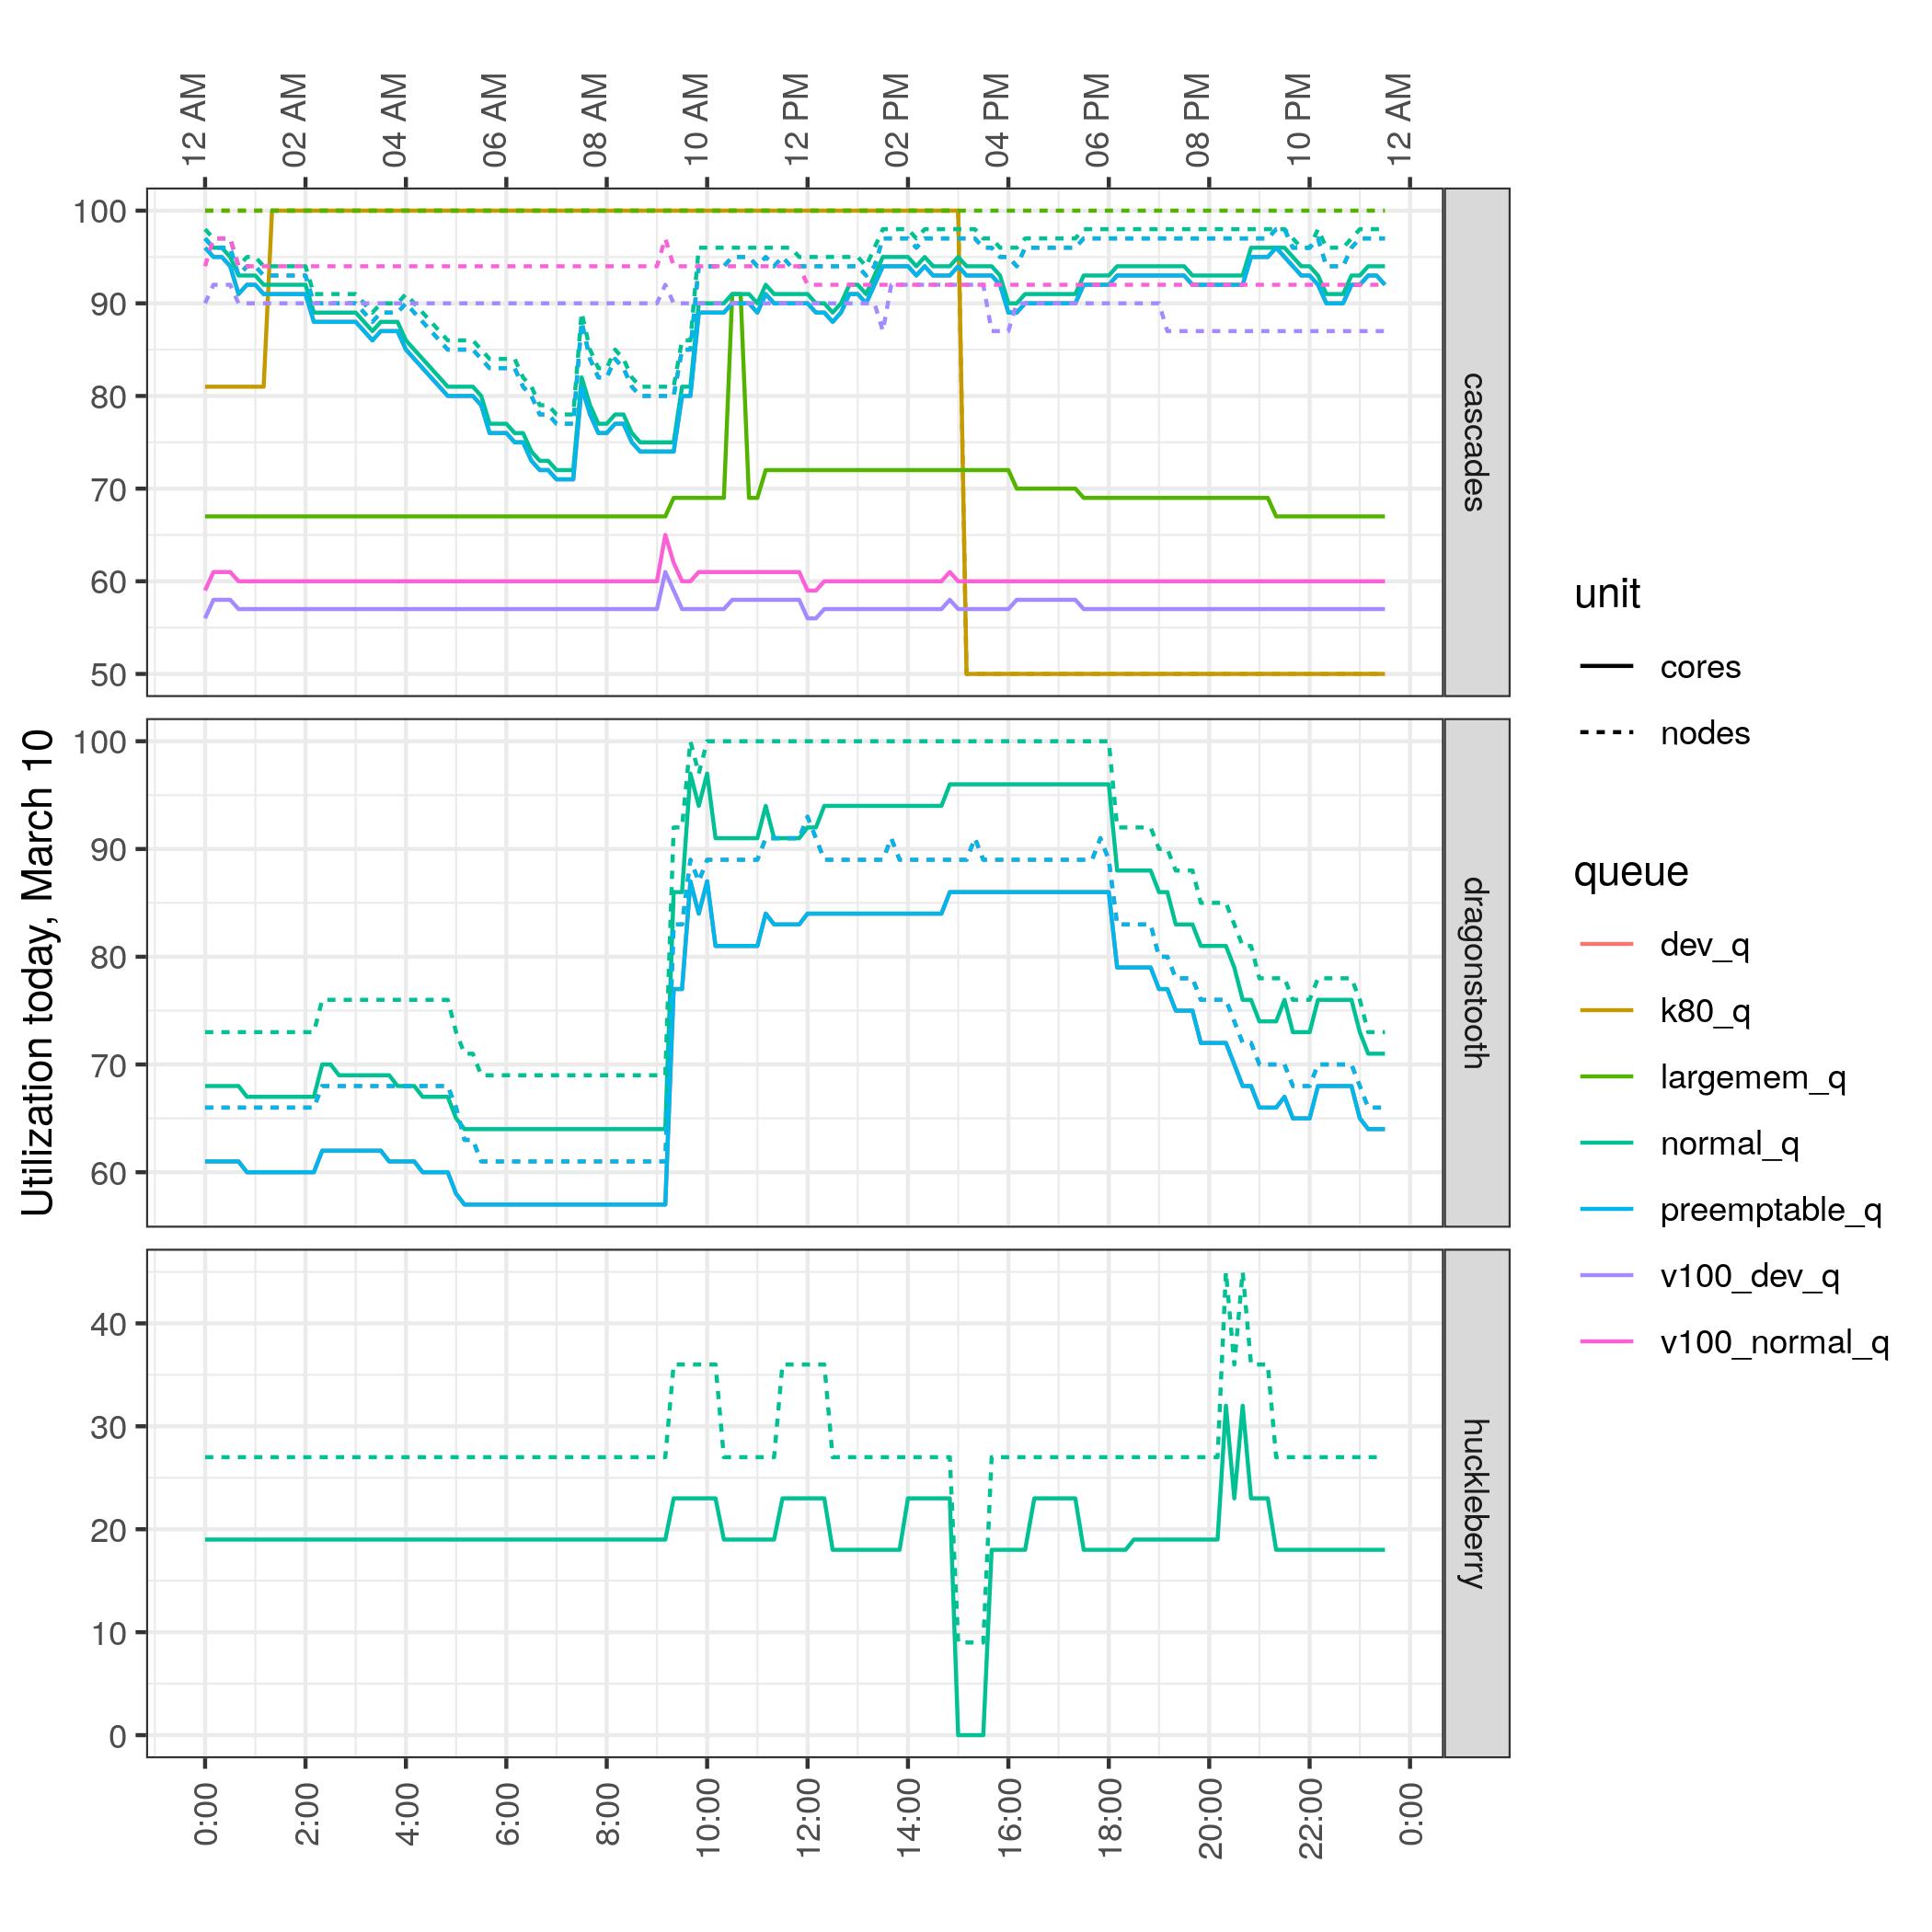 12 AM
02 AM
04 AM
06 AM
08 AM
10 AM
12 PM
02 PM
04 PM
06 PM
08 PM
10 PM
12 AM
Utilization today, March 10
100
90
80
70
60
50
cascades
100
90
80
70
60
dragonstooth
40
30
20
10
0
huckleberry
0:00
2:00
4:00
6:00
8:00
10:00
12:00
14:00
16:00
18:00
20:00
22:00
0:00
unit
cores
nodes
queue
dev_q
k80_q
largemem_q
normal_q
preemptable_q
v100_dev_q
v100_normal_q